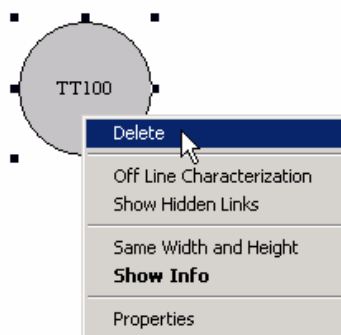 TT100
Delete
Off Line Characterization
Show Hidden Links
Same Width and Height
Show Info
Properties